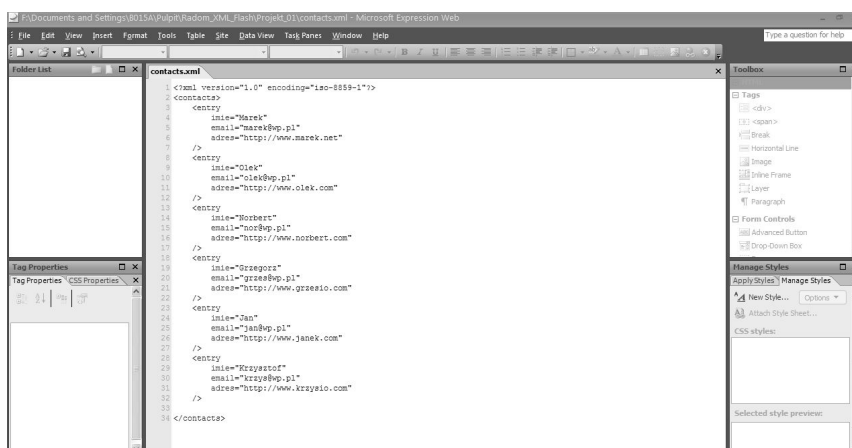 F:\Documents and Settings\B015A\Pulpit\Radom_XML_Flash\Projekt_01\contacts.xml - Microsoft Expression Web
File Edit View Insert Format Tools Table Site Data View Task Panes Window Help
Type a question for help
Folder List
contacts.xml
Toolbox
1 <?xml version="1.0" encoding="iso-8859-1"?>
2 <contacts>
3 <entry
4 imie="Marek"
5 email="marek@wp.pl"
6 adres="http://www.marek.net"
7 />
8 <entry
9 imie="Olek"
10 email="olek@wp.pl"
11 adres="http://www.olek.com"
12 />
13 <entry
14 imie="Norbert"
15 email="nor@wp.pl"
16 adres="http://www.norbert.com"
17 />
18 <entry
19 imie="Grzegorz"
20 email="grzes@wp.pl"
21 adres="http://www.grzesio.com"
22 />
23 <entry
24 imie="Jan"
25 email="jan@wp.pl"
26 adres="http://www.janek.com"
27 />
28 <entry
29 imie="Krzysztof"
30 email="krzys@wp.pl"
31 adres="http://www.krzysio.com"
32 />
33
34 </contacts>
Tags
<div>
<span>
Break
Horizontal Line
Image
Inline Frame
Layer
Paragraph
Form Controls
Advanced Button
Drop-Down Box
Tag Properties
Tag Properties CSS Properties
Manage Styles
Apply Styles Manage Styles
New Style... Options
Attach Style Sheet...
CSS styles:
Selected style preview: